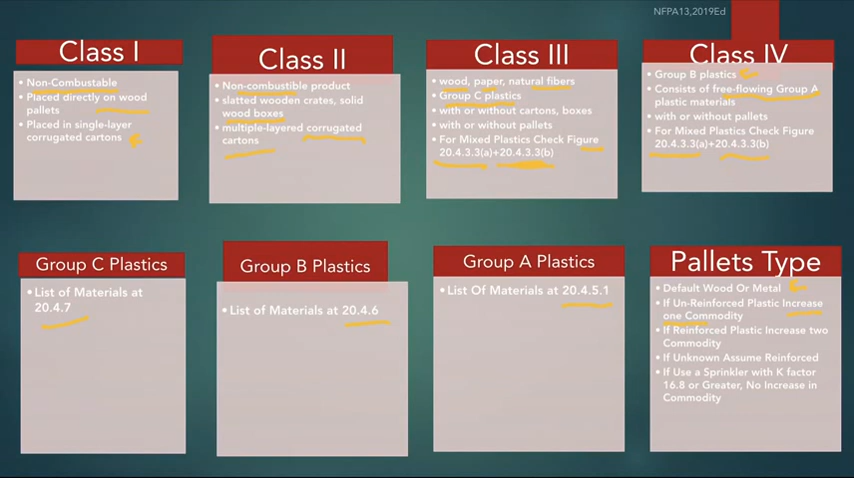 NFPA13,2019Ed
Class I
• Non-Combustable
• Placed directly on wood
pallets
• Placed in single-layer
corrugated cartons
Class II
• Non-combustible product
• slatted wooden crates, solid
wood boxes
• multiple-layered corrugated
cartons
Class III
• wood, paper, natural fibers
• Group C plastics
• with or without cartons, boxes
• with or without pallets
• For Mixed Plastics Check Figure
20.4.3.3(a)+20.4.3.3(b)
Class IV
• Group B plastics
• Consists of free-flowing Group A
plastic materials
• with or without pallets
• For Mixed Plastics Check Figure
20.4.3.3(a)+20.4.3.3(b)
Group C Plastics
• List of Materials at
20.4.7
Group B Plastics
• List of Materials at 20.4.6
Group A Plastics
• List Of Materials at 20.4.5.1
Pallets Type
• Default Wood Or Metal
• If Un-Reinforced Plastic Increase
one Commodity
• If Reinforced Plastic Increase two
Commodity
• If Unknown Assume Reinforced
• If Use a Sprinkler with K factor
16.8 or Greater, No Increase in
Commodity